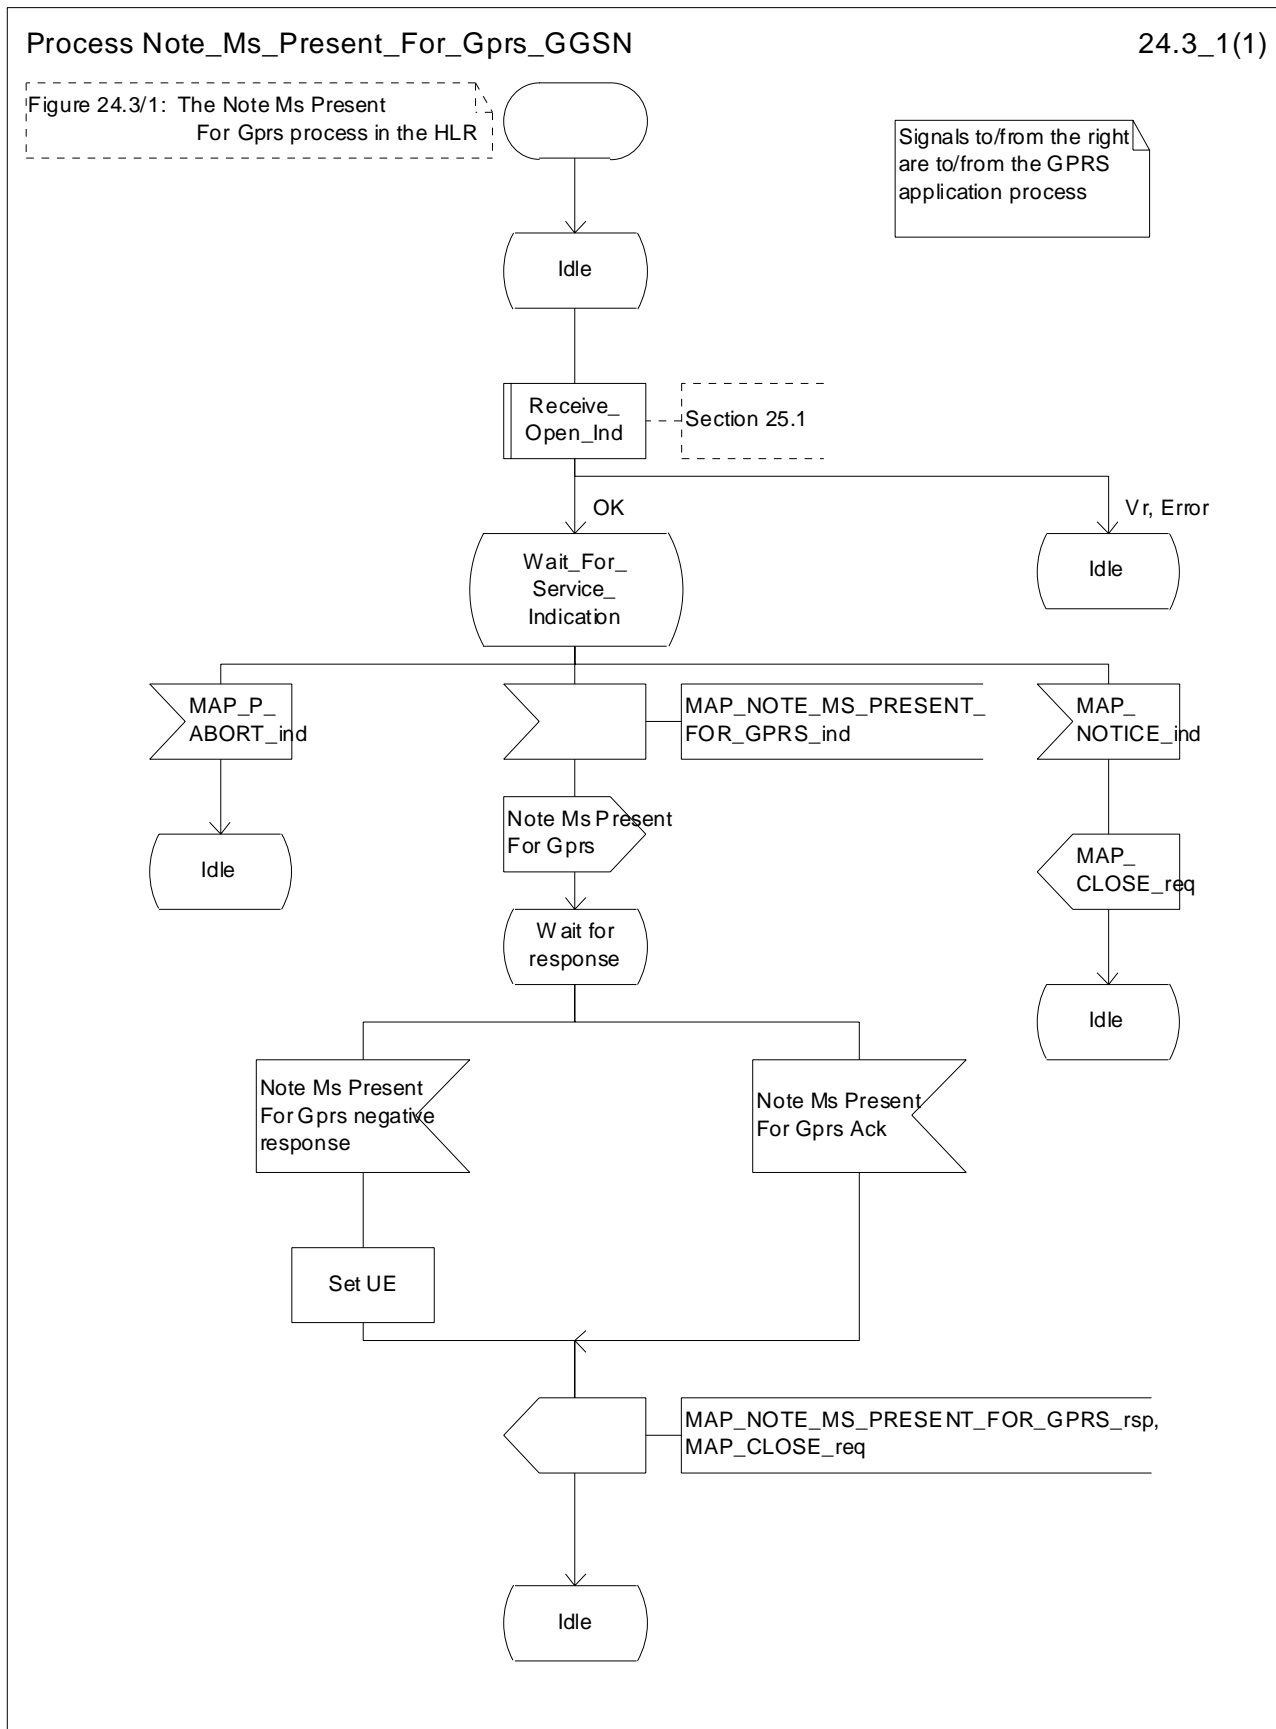 Process Note_Ms_Present_For_Gprs_GGSN
24.3_1(1)
Figure 24.3/1: The Note Ms Present
For Gprs process in the HLR
Signals to/from the right
are to/from the GPRS
application process
Idle
Receive_
Open_Ind
Section 25.1
OK
Vr, Error
Wait_For_
Service_
Indication
Idle
MAP_P_
ABORT_ind
MAP_NOTE_MS_PRESENT_
FOR_GPRS_ind
MAP_
NOTICE_ind
Note Ms Present
For Gprs
Idle
MAP_
CLOSE_req
Wait for
response
Idle
Note Ms Present
For Gprs negative
response
Note Ms Present
For Gprs Ack
Set UE
MAP_NOTE_MS_PRESENT_FOR_GPRS_rsp,
MAP_CLOSE_req
Idle